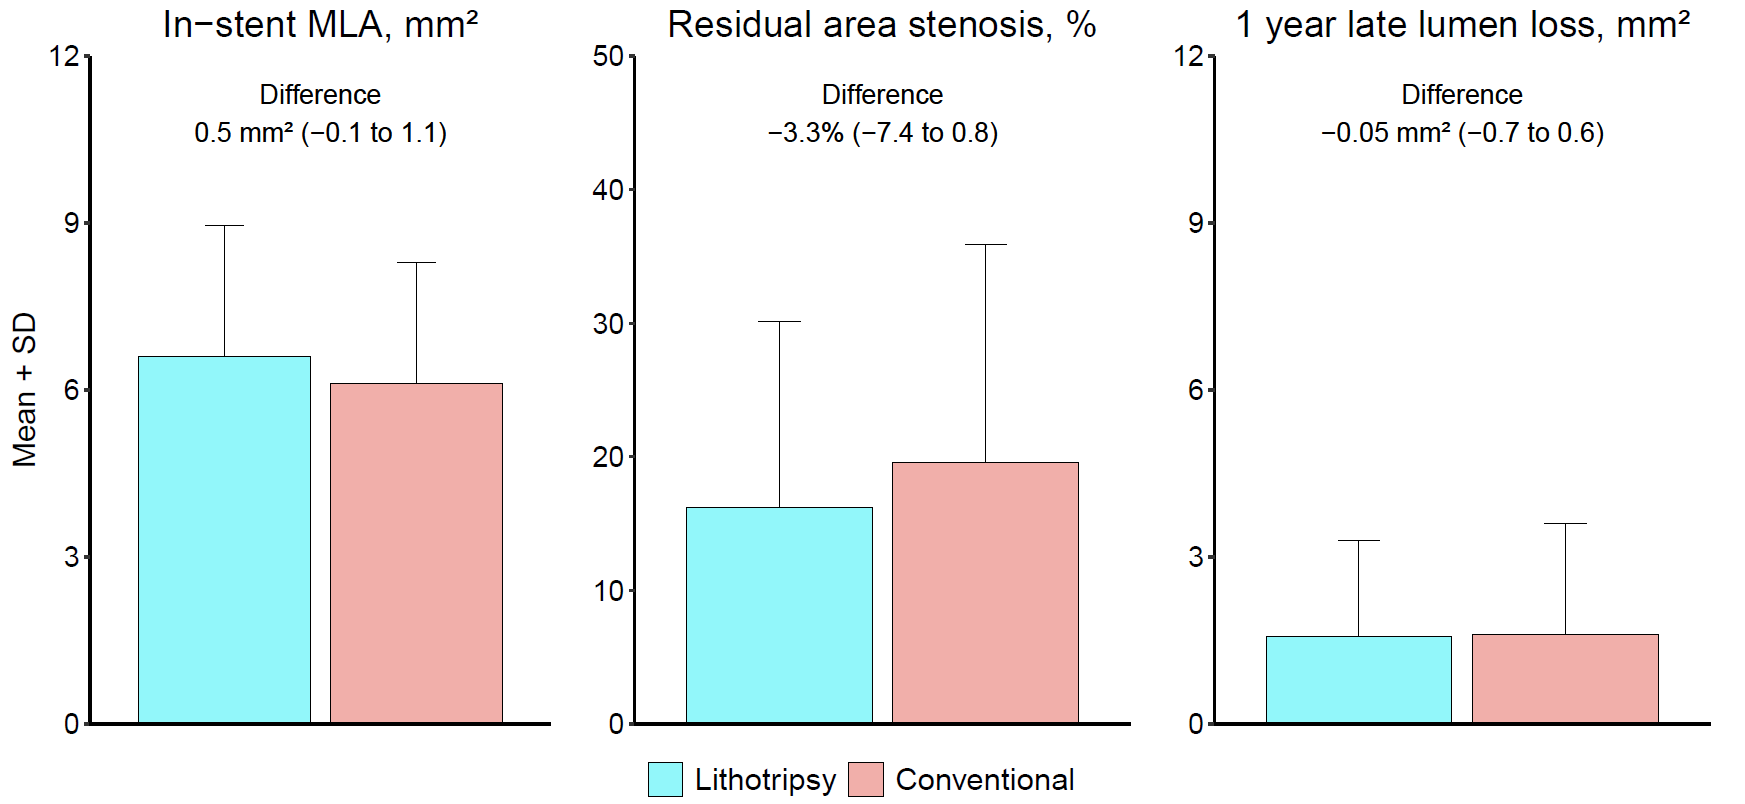 In−stent MLA, mm²
Difference
0.5 mm² (−0.1 to 1.1)
12
9
6
3
0
Mean + SD
Residual area stenosis, %
Difference
−3.3% (−7.4 to 0.8)
50
40
30
20
10
0
1 year late lumen loss, mm²
Difference
−0.05 mm² (−0.7 to 0.6)
12
9
6
3
0
Lithotripsy
Conventional